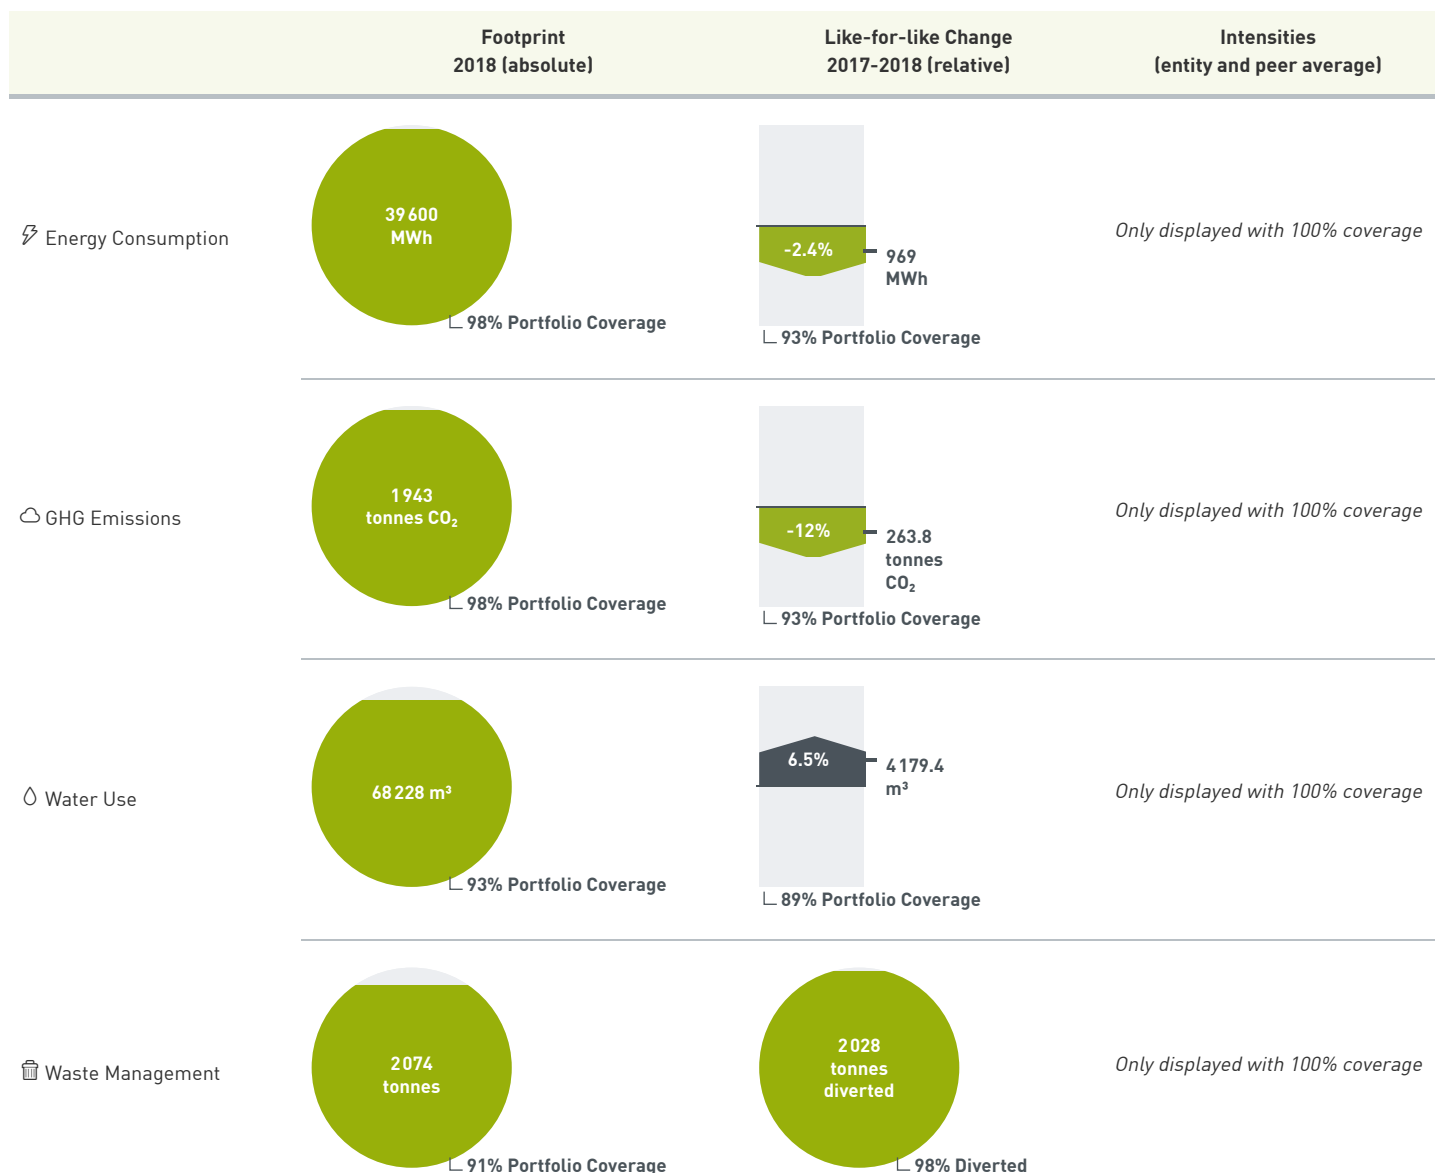 Footprint
2018 (absolute)
Like-for-like Change
2017-2018 (relative)
Intensities
(entity and peer average)
Energy Consumption
39 600
MWh
98% Portfolio Coverage
-2.4%
969
MWh
93% Portfolio Coverage
Only displayed with 100% coverage
GHG Emissions
1 943
tonnes CO₂
98% Portfolio Coverage
-12%
263.8
tonnes
CO₂
93% Portfolio Coverage
Only displayed with 100% coverage
Water Use
68 228 m³
93% Portfolio Coverage
6.5%
4 179.4
m³
89% Portfolio Coverage
Only displayed with 100% coverage
Waste Management
2 074
tonnes
91% Portfolio Coverage
2 028
tonnes
diverted
98% Diverted
Only displayed with 100% coverage